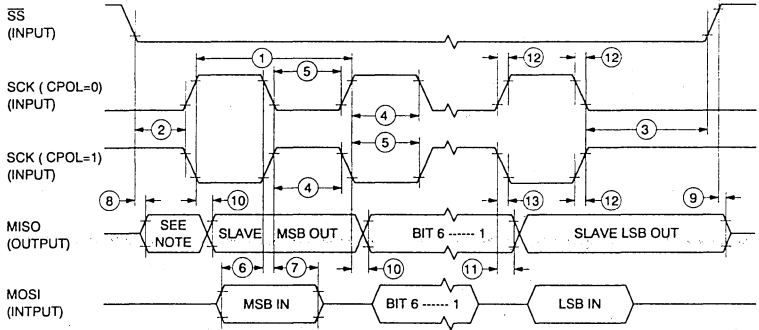 SS
(INPUT)
1
12
12
5
SCK ( CPOL=0)
(INPUT)
4
2
3
5
SCK ( CPOL=1)
(INPUT)
4
8
10
13
12
9
MISO
(OUTPUT)
SEE
NOTE
SLAVE
MSB OUT
BIT 6 ------ 1
SLAVE LSB OUT
6
7
10
11
MOSI
(INTPUT)
MSB IN
BIT 6 ------ 1
LSB IN